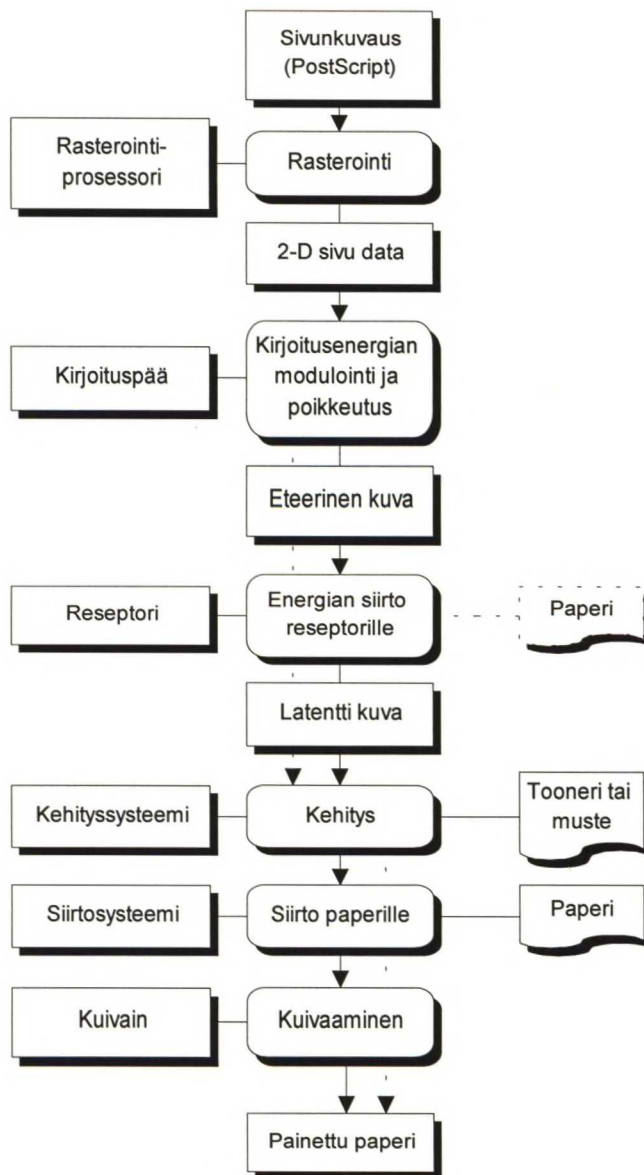 Sivunkuvaus
(PostScript)
Rasterointi-
prosessori
Rasterointi
2-D sivu data
Kirjoituspää
Kirjoitusenergian
modulointi ja
poikkeutus
Eteerinen kuva
Reseptori
Energian siirto
reseptorille
Paperi
Latentti kuva
Kehityssysteemi
Kehitys
Tooneri tai
muste
Siirtosysteemi
Siirto paperille
Paperi
Kuivain
Kuivaaminen
Painettu paperi